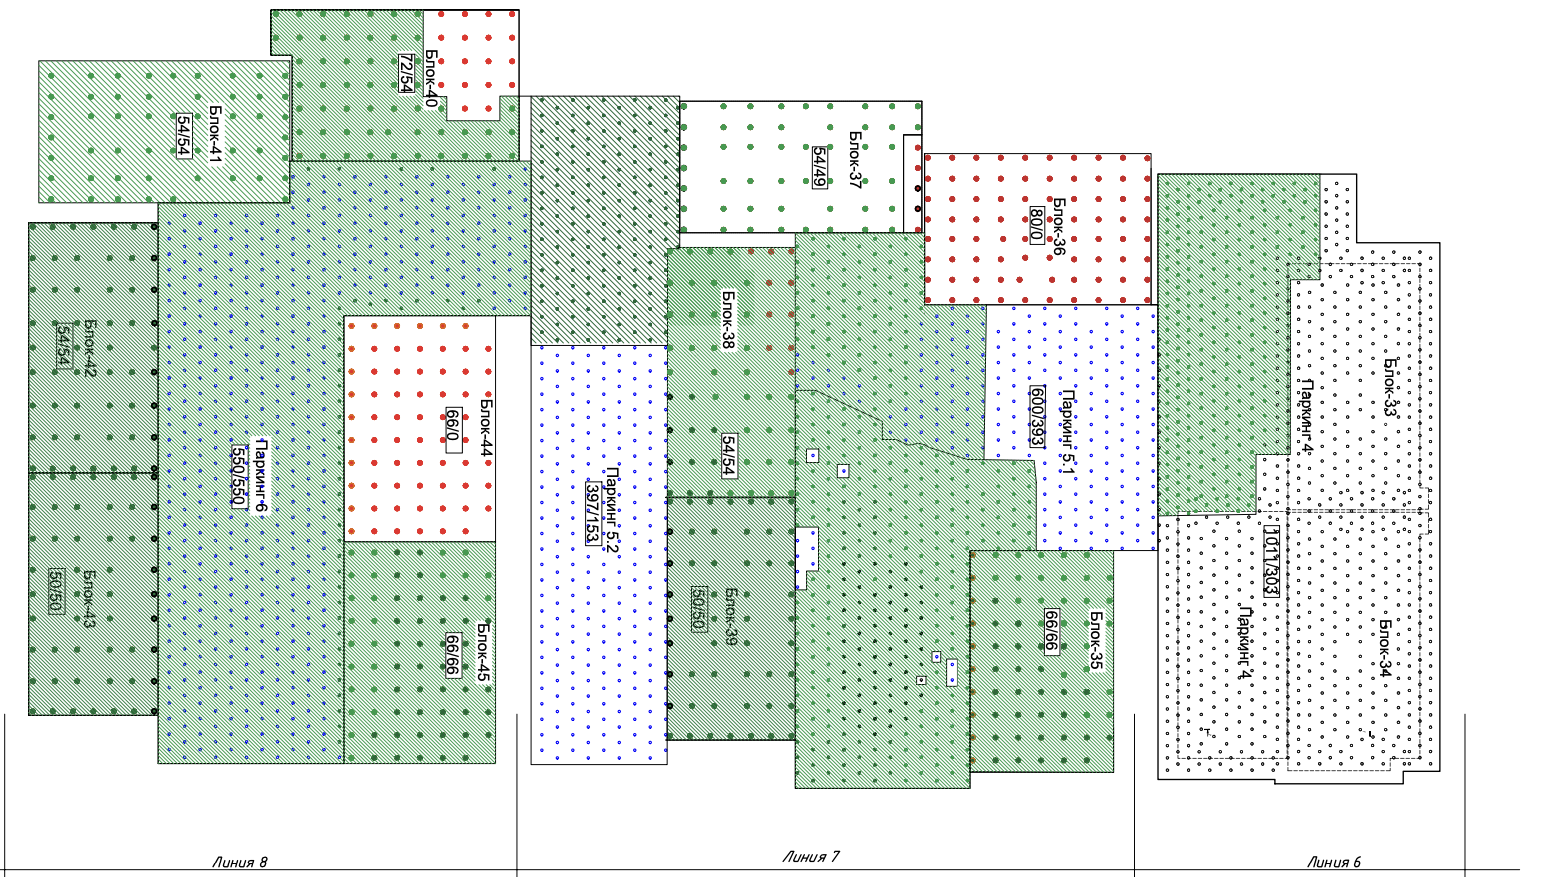 Блок-40
72/54
Блок-41
54/54
Блок-37
54/49
Блок-36
80/0
Блок-42
54/54
Блок-38
54/54
Блок-33
Паркинг 4
Паркинг 5.1
600/393
Блок-44
66/0
Паркинг 6
550/550
Паркинг 5.2
397/153
1011/303
Блок-43
50/50
Блок-39
50/50
Блок-45
66/66
Блок-35
66/66
Паркинг 4
Блок-34
Линия 8
Линия 7
Линия 6